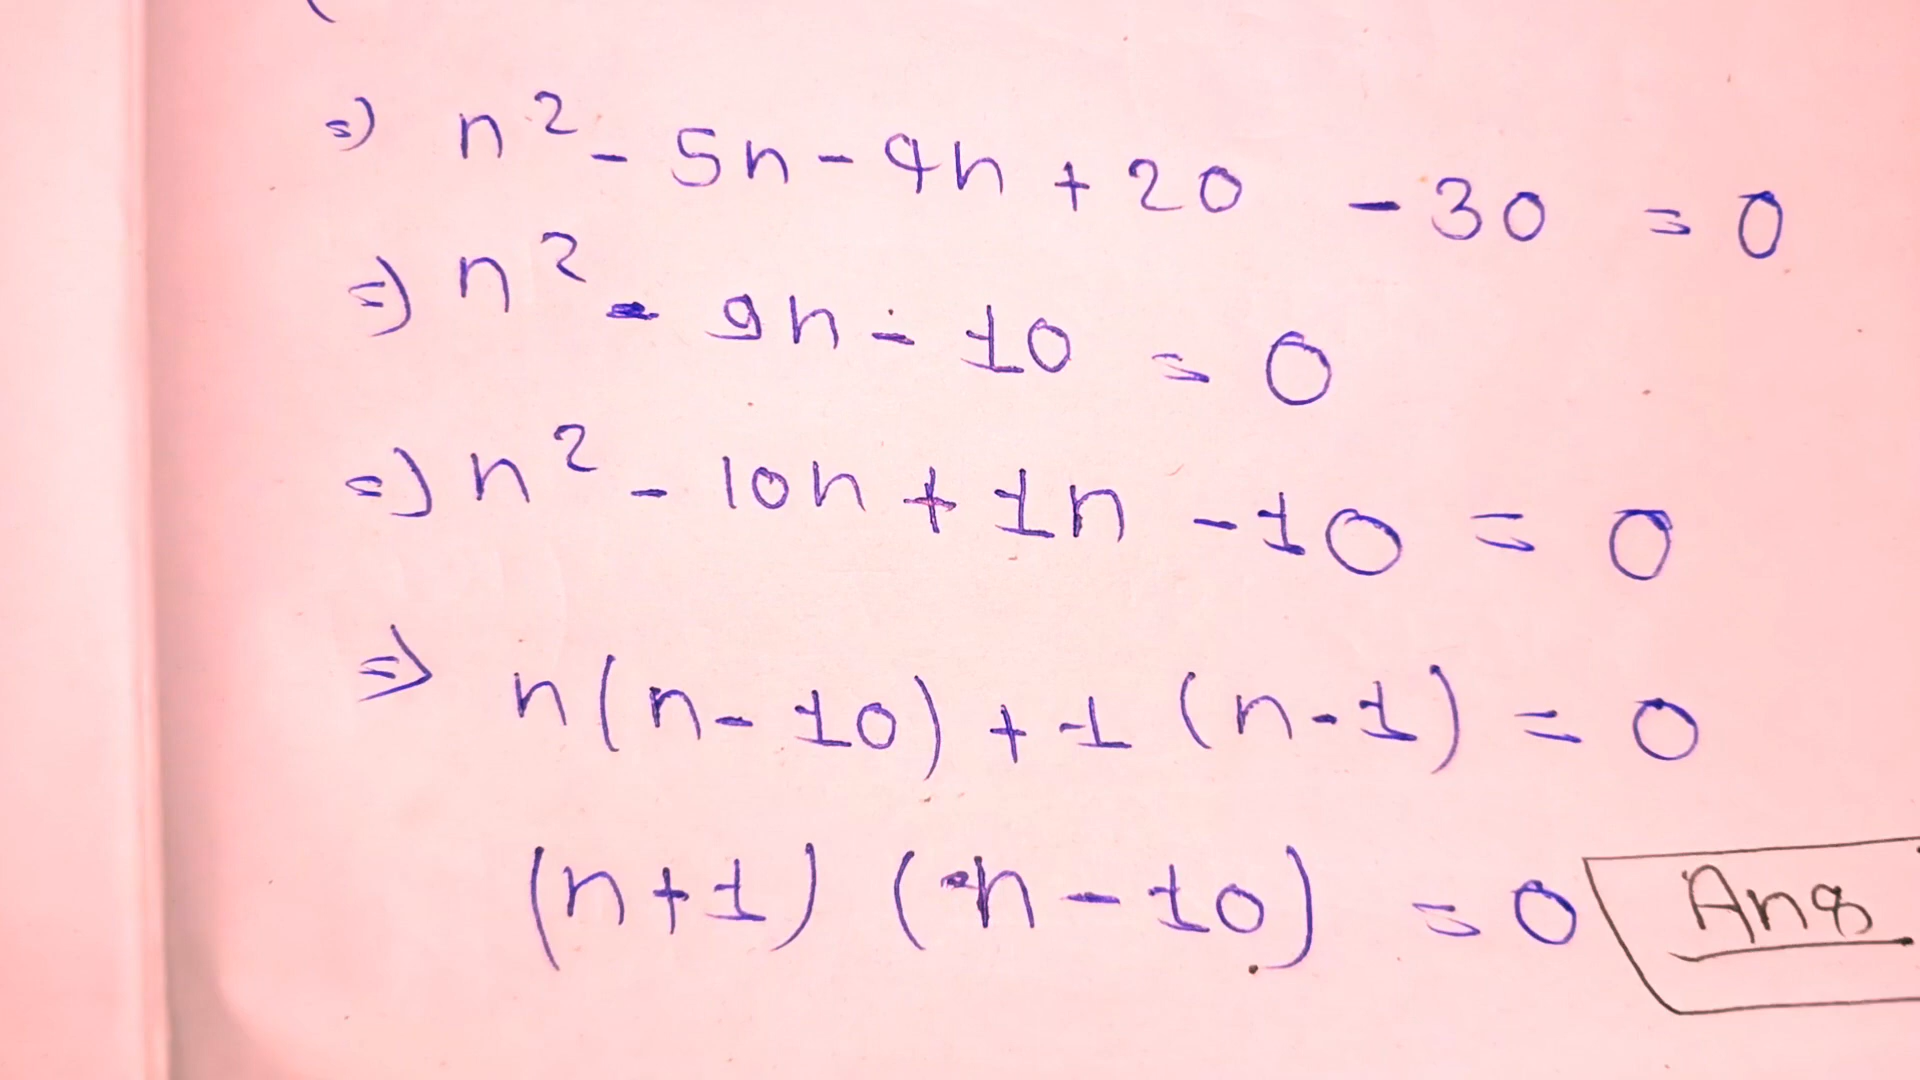 =) n² - 5n - 4n + 20 - 30 = 0
=) n² - 9n - 10 = 0
=) n² - 10n + 1n - 10 = 0
=) n(n - 10) + 1 (n - 1) = 0
(n + 1) (n - 10) = 0 Ans